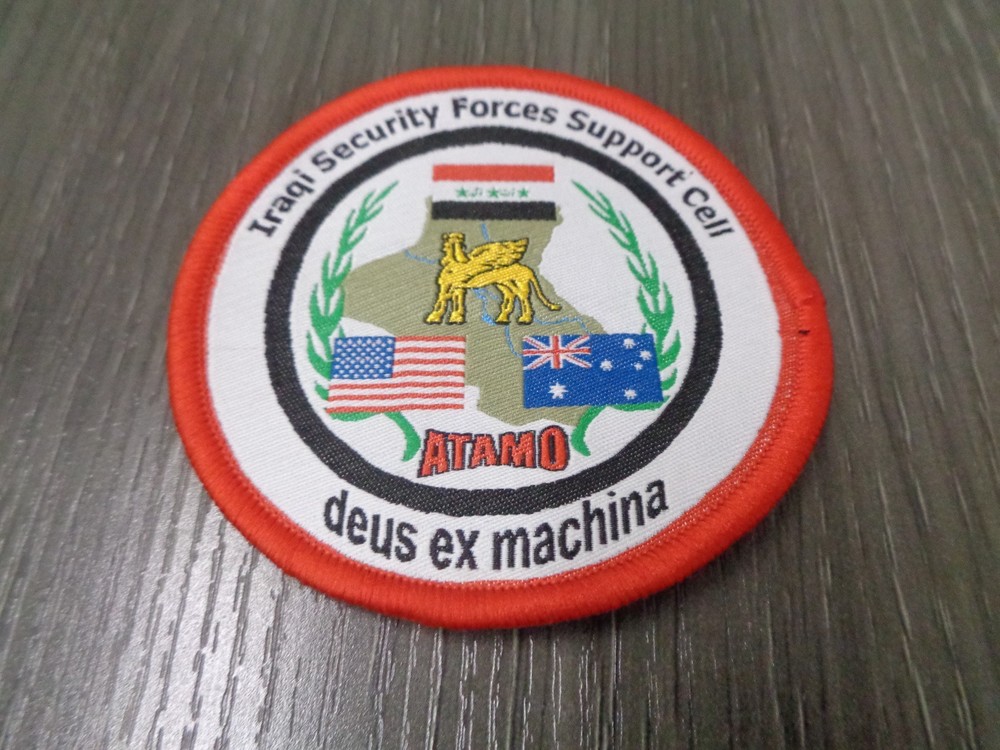 Iraqi Security Forces Support Cell
ATAMO
deus ex machina